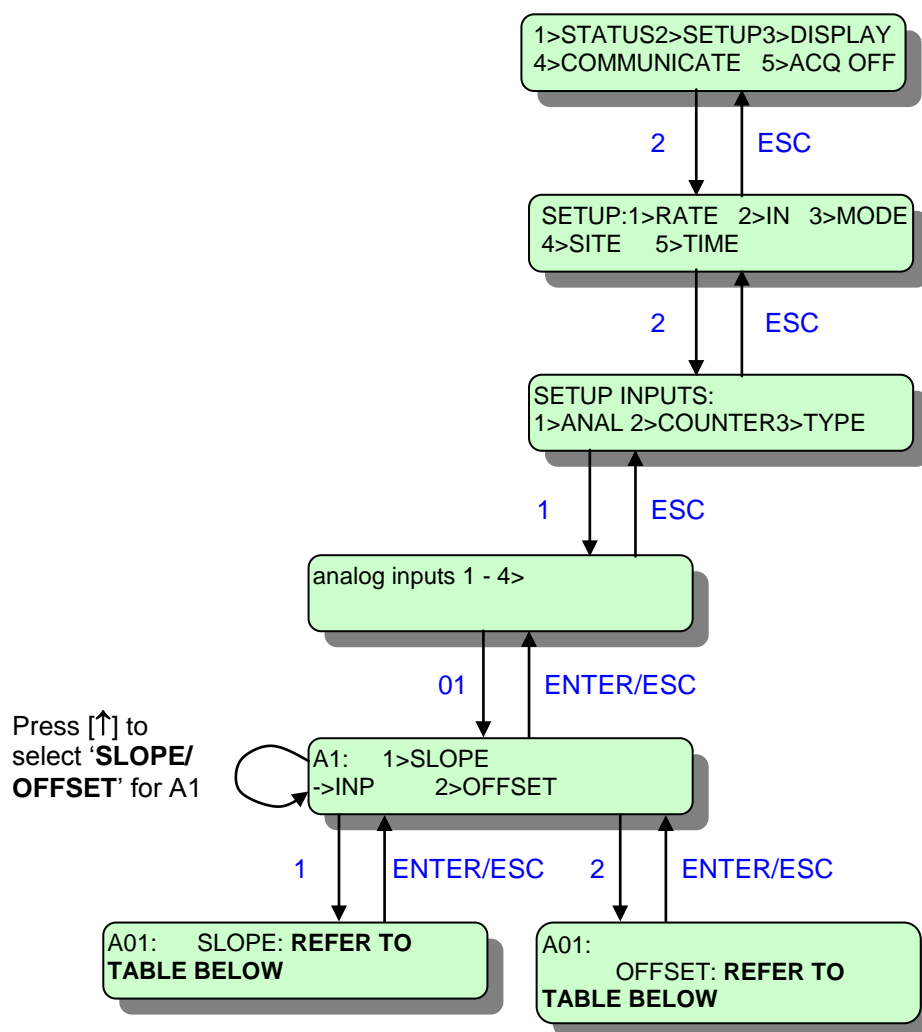 1>STATUS2>SETUP3>DISPLAY
4>COMMUNICATE 5>ACQ OFF
2
ESC
SETUP:1>RATE 2>IN 3>MODE
4>SITE 5>TIME
2
ESC
SETUP INPUTS:
1>ANAL 2>COUNTER3>TYPE
1
ESC
analog inputs 1 - 4>
01
ENTER/ESC
Press [↑] to
select ‘SLOPE/
OFFSET’ for A1
A1: 1>SLOPE
->INP 2>OFFSET
1
ENTER/ESC
2
ENTER/ESC
A01: SLOPE: REFER TO
TABLE BELOW
A01:
OFFSET: REFER TO
TABLE BELOW